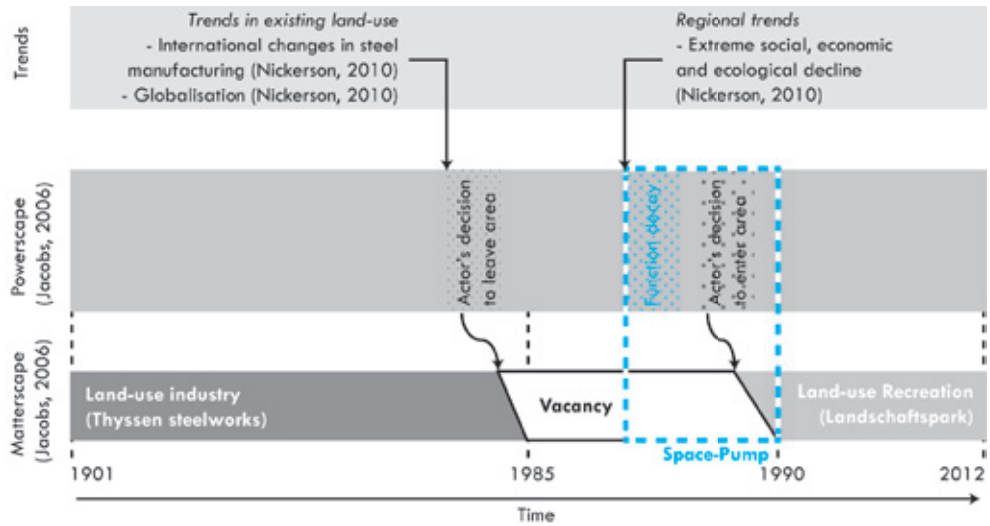 Trends
Trends in existing land-use
- International changes in steel
manufacturing (Nickerson, 2010)
- Globalisation (Nickerson, 2010)
Regional trends
- Extreme social, economic
and ecological decline
(Nickerson, 2010)
Powerscape
(Jacobs, 2006)
Actor's decision
to leave area
Function decay
Actor's decision
to enter area
Matterscape
(Jacobs, 2006)
Land-use industry
(Thyssen steelworks)
Vacancy
Land-use Recreation
(Landschaftspark)
Space-Pump
1901
1985
1990
2012
Time